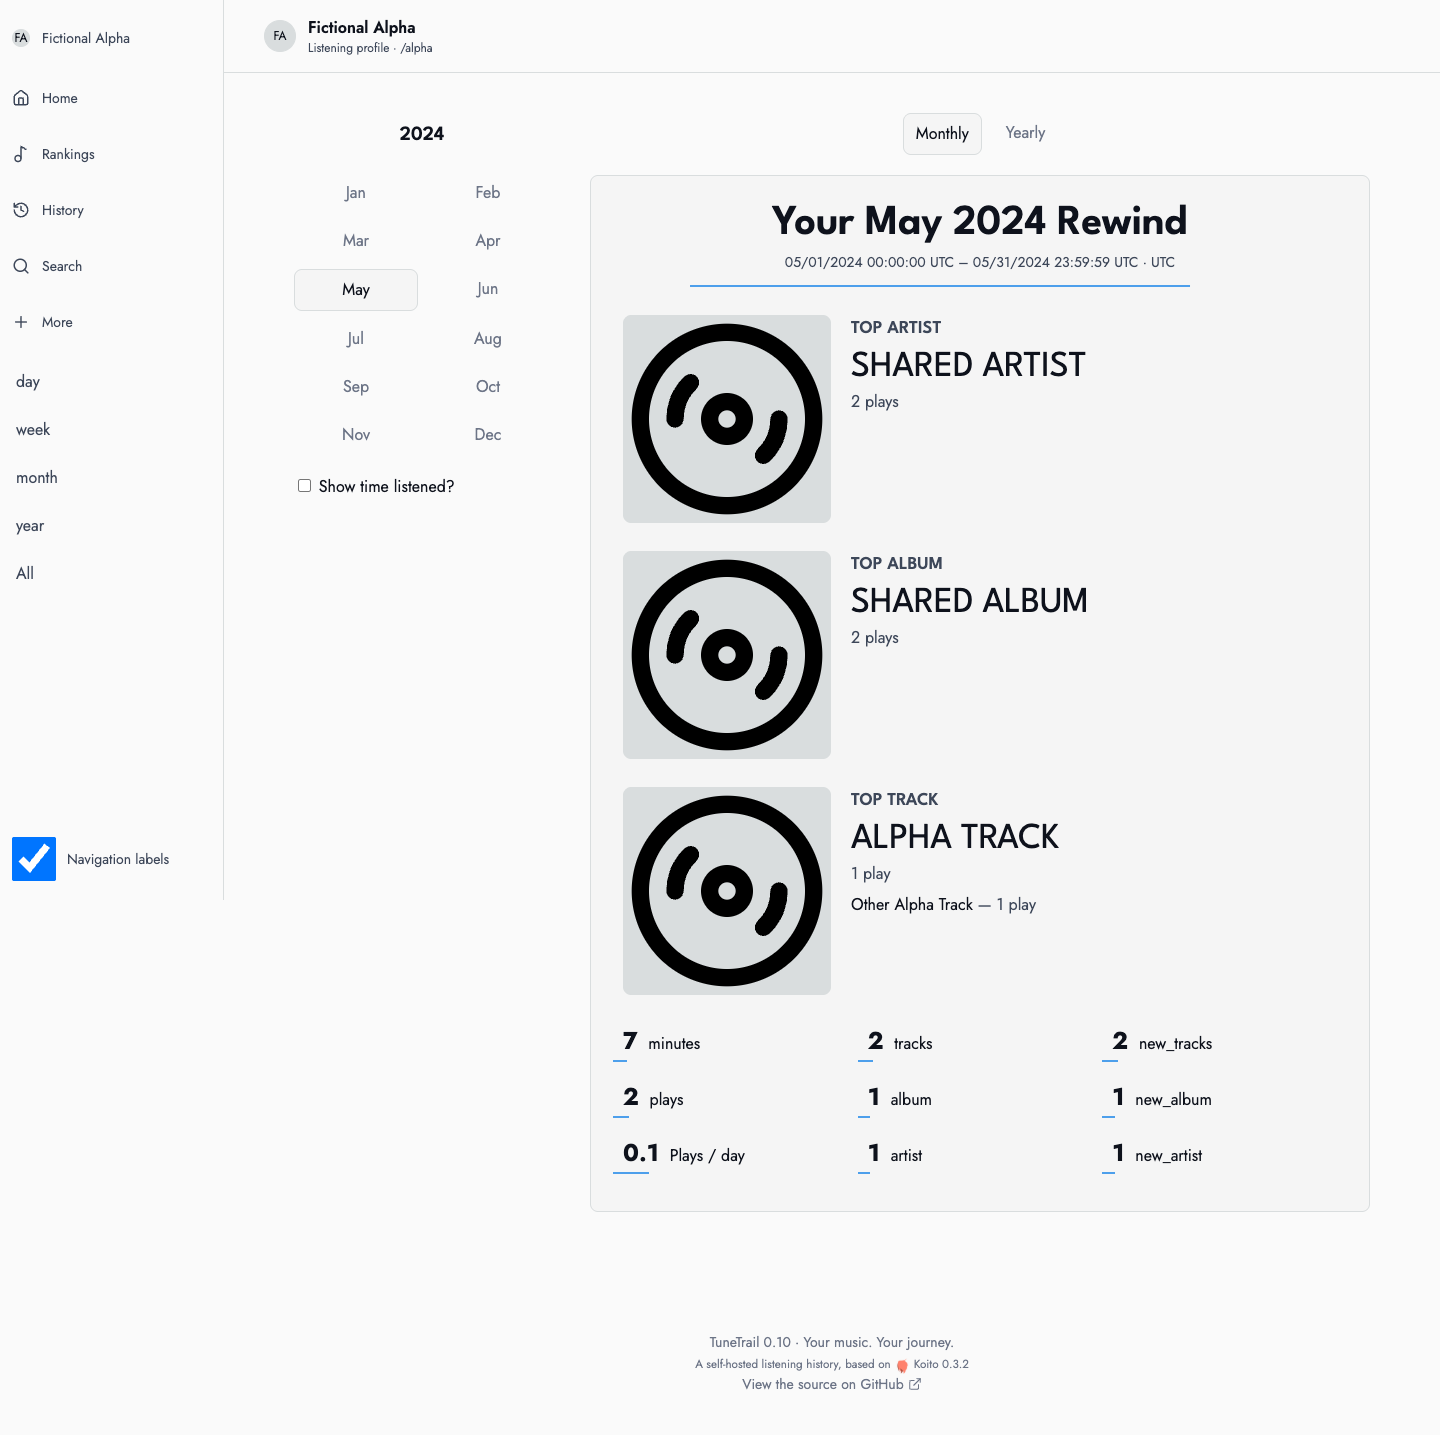 FA Fictional Alpha
Home
Rankings
History
Search
More
day
week
month
year
All
Navigation labels
FA
Fictional Alpha
Listening profile · /alpha
2024
Jan Feb
Mar Apr
May Jun
Jul Aug
Sep Oct
Nov Dec
Show time listened?
Monthly Yearly
Your May 2024 Rewind
05/01/2024 00:00:00 UTC – 05/31/2024 23:59:59 UTC · UTC
TOP ARTIST
SHARED ARTIST
2 plays
TOP ALBUM
SHARED ALBUM
2 plays
TOP TRACK
ALPHA TRACK
1 play
Other Alpha Track — 1 play
7 minutes 2 tracks 2 new_tracks
2 plays 1 album 1 new_album
0.1 Plays / day 1 artist 1 new_artist
TuneTrail 0.10 · Your music. Your journey.
A self-hosted listening history, based on Koito 0.3.2
View the source on GitHub